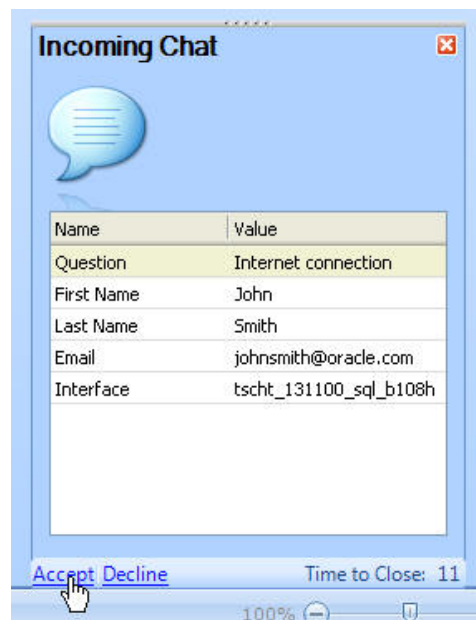 Incoming Chat
Name Value
Question Internet connection
First Name John
Last Name Smith
Email johnsmith@oracle.com
Interface tscht_131100_sql_b108h
Accept Decline Time to Close: 11
100%